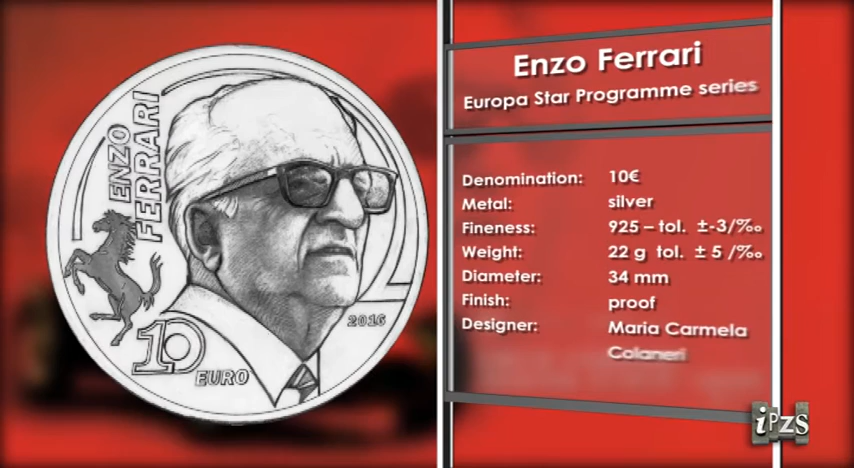 ENZO
FERRARI
10
EURO
2016
Enzo Ferrari
Europa Star Programme series
Denomination: 10€
Metal: silver
Fineness: 925 – tol. ±-3/‰
Weight: 22 g tol. ± 5 /‰
Diameter: 34 mm
Finish: proof
Designer: Maria Carmela
Colaneri
iPZS